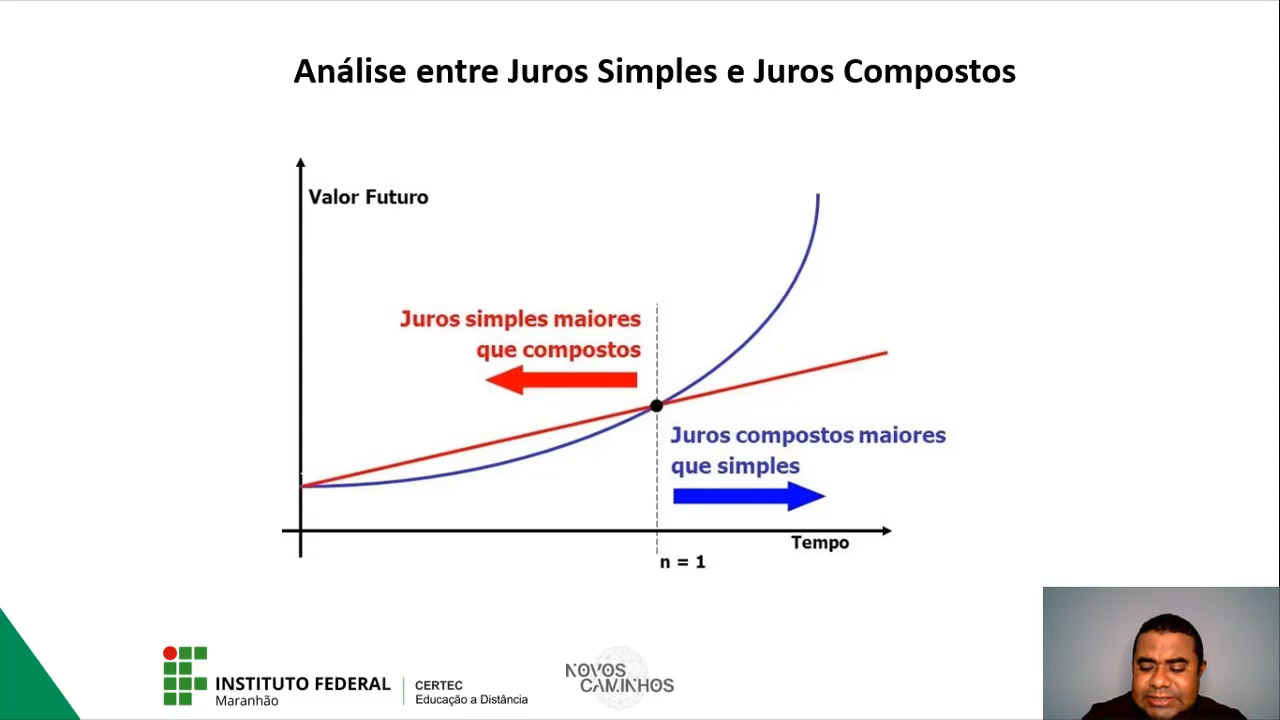 Análise entre Juros Simples e Juros Compostos
Valor Futuro
Juros simples maiores
que compostos
Juros compostos maiores
que simples
Tempo
n = 1
INSTITUTO FEDERAL
Maranhão
CERTEC
Educação a Distância
NOVOS
CAMINHOS